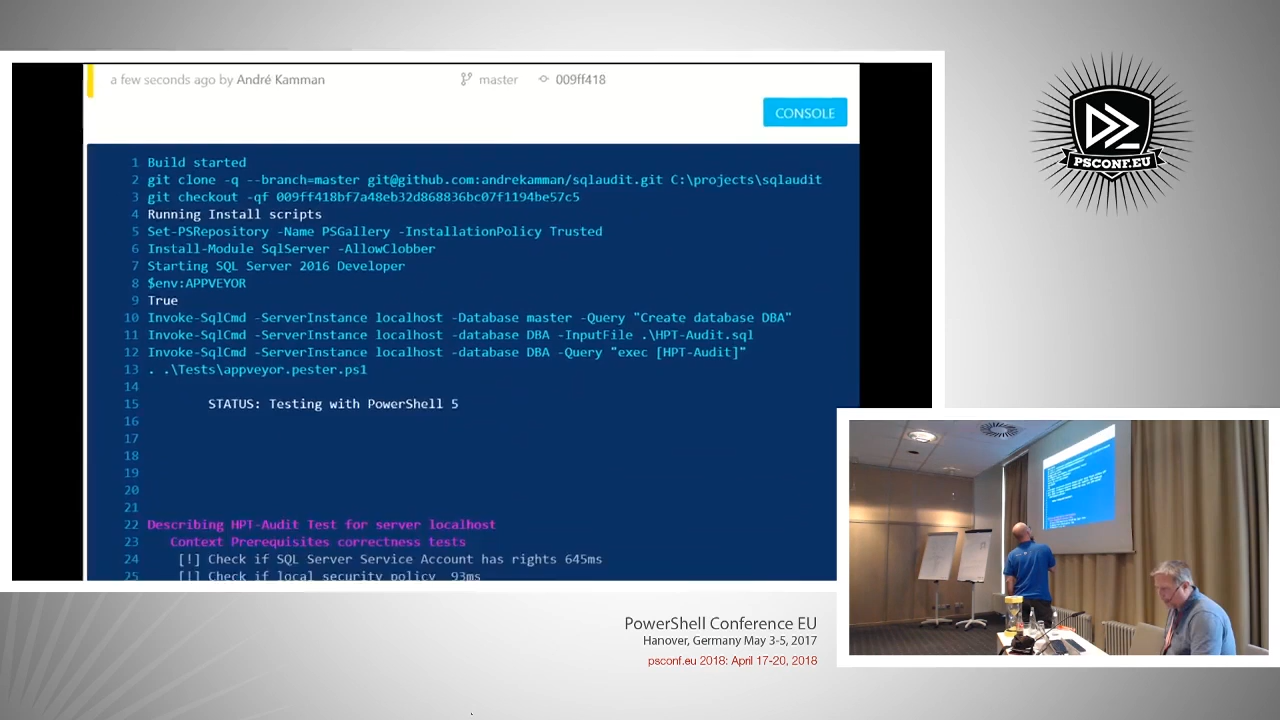 a few seconds ago by André Kamman
master
009ff418
CONSOLE
1 Build started
2 git clone -q --branch=master git@github.com:andrekamman/sqlaudit.git C:\projects\sqlaudit
3 git checkout -qf 009ff418bf7a48eb32d868836bc07f1194be57c5
4 Running Install scripts
5 Set-PSRepository -Name PSGallery -InstallationPolicy Trusted
6 Install-Module SqlServer -AllowClobber
7 Starting SQL Server 2016 Developer
8 $env:APPVEYOR
9 True
10 Invoke-SqlCmd -ServerInstance localhost -Database master -Query "Create database DBA"
11 Invoke-SqlCmd -ServerInstance localhost -database DBA -InputFile .\HPT-Audit.sql
12 Invoke-SqlCmd -ServerInstance localhost -database DBA -Query "exec [HPT-Audit]"
13 . .\Tests\appveyor.pester.ps1
14
15 STATUS: Testing with PowerShell 5
16
17
18
19
20
21
22 Describing HPT-Audit Test for server localhost
23 Context Prerequisites correctness tests
24 [!] Check if SQL Server Service Account has rights 645ms
25 [!] Check if local security policy 93ms
PSCONF.EU
PowerShell Conference EU
Hanover, Germany May 3-5, 2017
psconf.eu 2018: April 17-20, 2018